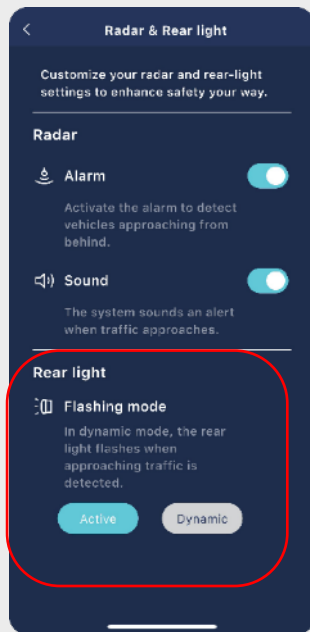 Radar & Rear light
Customize your radar and rear-light
settings to enhance safety your way.
Radar
Alarm
Activate the alarm to detect
vehicles approaching from
behind.
Sound
The system sounds an alert
when traffic approaches.
Rear light
Flashing mode
In dynamic mode, the rear
light flashes when
approaching traffic is
detected.
Active
Dynamic